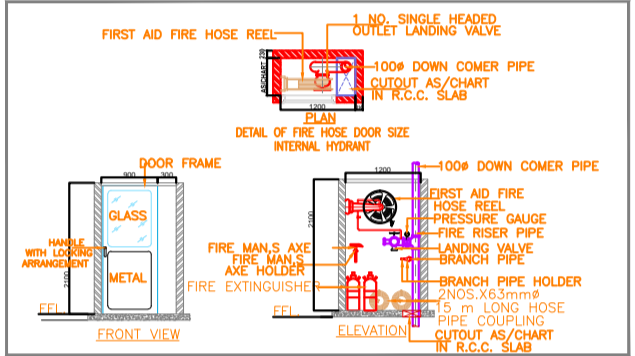 1 NO. SINGLE HEADED
OUTLET LANDING VALVE
FIRST AID FIRE HOSE REEL
230
AS/CHART
100ø DOWN COMER PIPE
CUTOUT AS/CHART
IN R.C.C. SLAB
1200
PLAN
DETAIL OF FIRE HOSE DOOR SIZE
INTERNAL HYDRANT
DOOR FRAME
900
300
GLASS
HANDLE
WITH LOCKING
ARRANGEMENT
2100
METAL
FFL.
FRONT VIEW
1200
100ø DOWN COMER PIPE
2100
FIRST AID FIRE
HOSE REEL
PRESSURE GAUGE
FIRE RISER PIPE
LANDING VALVE
BRANCH PIPE
FIRE MAN,S AXE
FIRE MAN,S
AXE HOLDER
FIRE EXTINGUISHER
BRANCH PIPE HOLDER
2NOS.X63mmø
15 m LONG HOSE
PIPE COUPLING
FFL.
ELEVATION
CUTOUT AS/CHART
IN R.C.C. SLAB